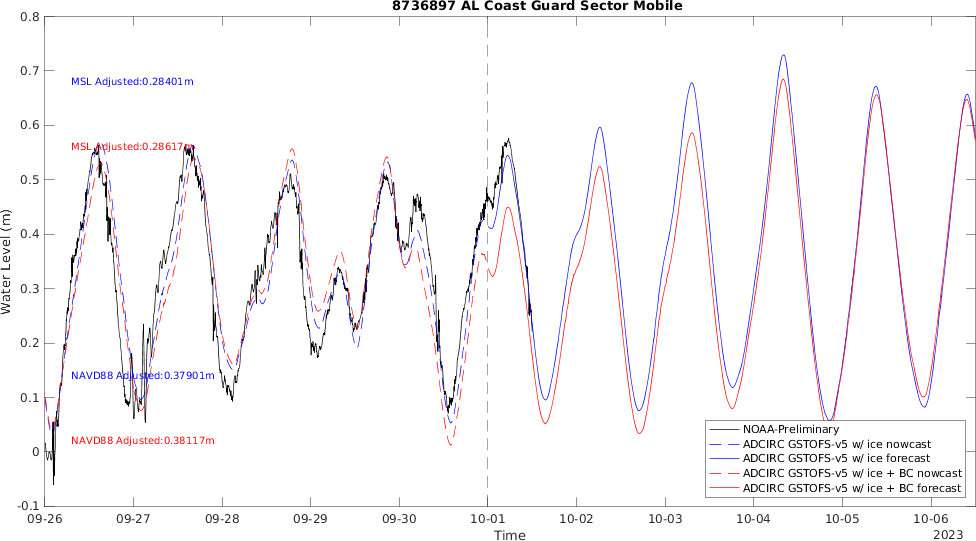 8736897 AL Coast Guard Sector Mobile
0.8
0.7
0.6
0.5
0.4
0.3
0.2
0.1
0
-0.1
Water Level (m)
MSL Adjusted:0.28401m
MSL Adjusted:0.28617m
NAVD88 Adjusted:0.37901m
NAVD88 Adjusted:0.38117m
NOAA-Preliminary
ADCIRC GSTOFS-v5 w/ ice nowcast
ADCIRC GSTOFS-v5 w/ ice forecast
ADCIRC GSTOFS-v5 w/ ice + BC nowcast
ADCIRC GSTOFS-v5 w/ ice + BC forecast
09-26 09-27 09-28 09-29 09-30 10-01 10-02 10-03 10-04 10-05 10-06
2023
Time